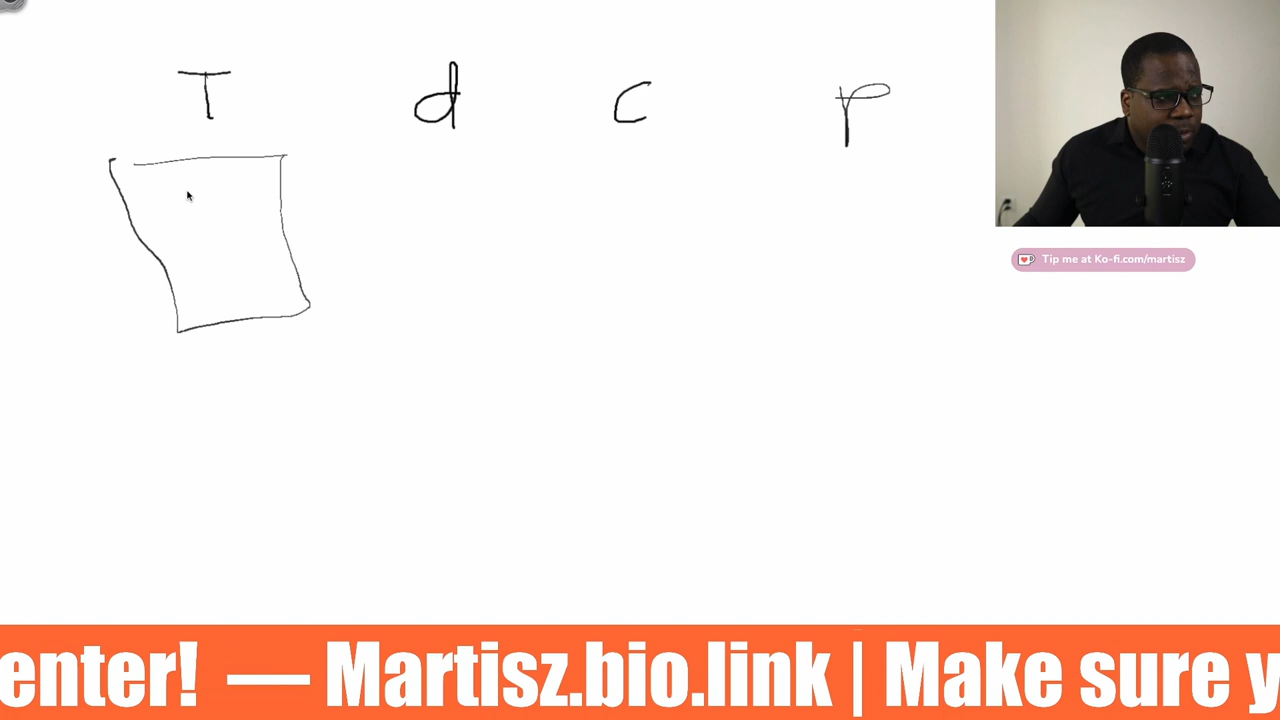 T d c p
Tip me at Ko-fi.com/martisz
enter! — Martisz.bio.link | Make sure y